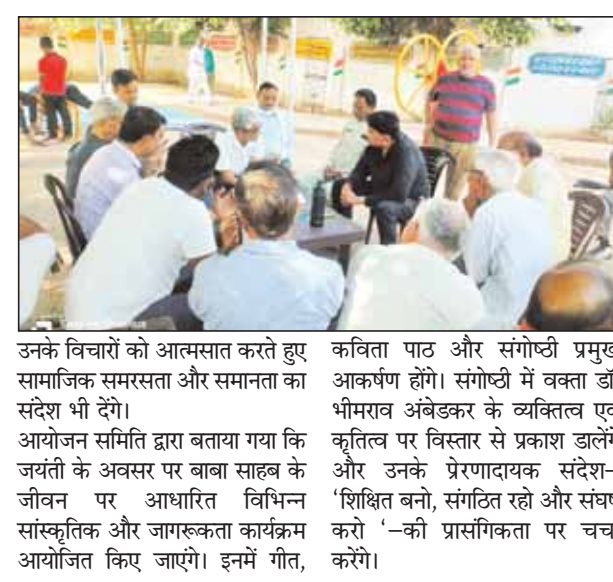 उनके विचारों को आत्मसात करते हुए
सामाजिक समरसता और समानता का
संदेश भी देंगे।
आयोजन समिति द्वारा बताया गया कि
जयंती के अवसर पर बाबा साहब के
जीवन पर आधारित विभिन्न
सांस्कृतिक और जागरूकता कार्यक्रम
आयोजित किए जाएंगे। इनमें गीत,
कविता पाठ और संगोष्ठी प्रमुख
आकर्षण होंगे। संगोष्ठी में वक्ता डॉ
भीमराव अंबेडकर के व्यक्तित्व एवं
कृतित्व पर विस्तार से प्रकाश डालेंगे
और उनके प्रेरणादायक संदेश-
‘शिक्षित बनो, संगठित रहो और संघर्ष
करो ‘–की प्रासंगिकता पर
करेंगे।